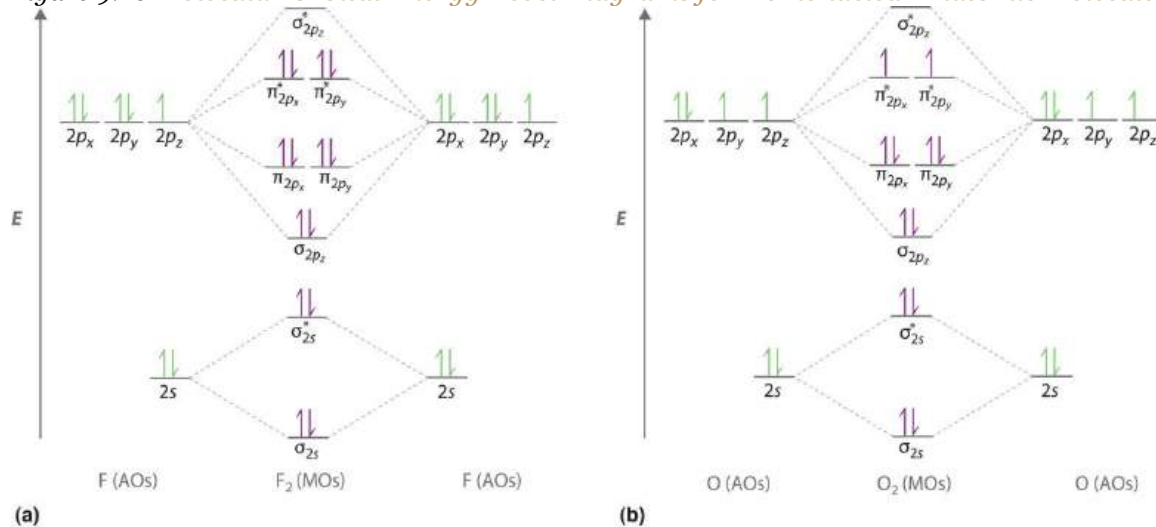 σ*2pz
π*2px π*2py
2px 2py 2pz
2px 2py 2pz
π2px π2py
E
σ2pz
σ*2s
2s
2s
σ2s
F (AOs) F2 (MOs) F (AOs)
(a)
σ*2pz
π*2px π*2py
2px 2py 2pz
2px 2py 2pz
π2px π2py
E
σ2pz
σ*2s
2s
2s
σ2s
O (AOs) O2 (MOs) O (AOs)
(b)